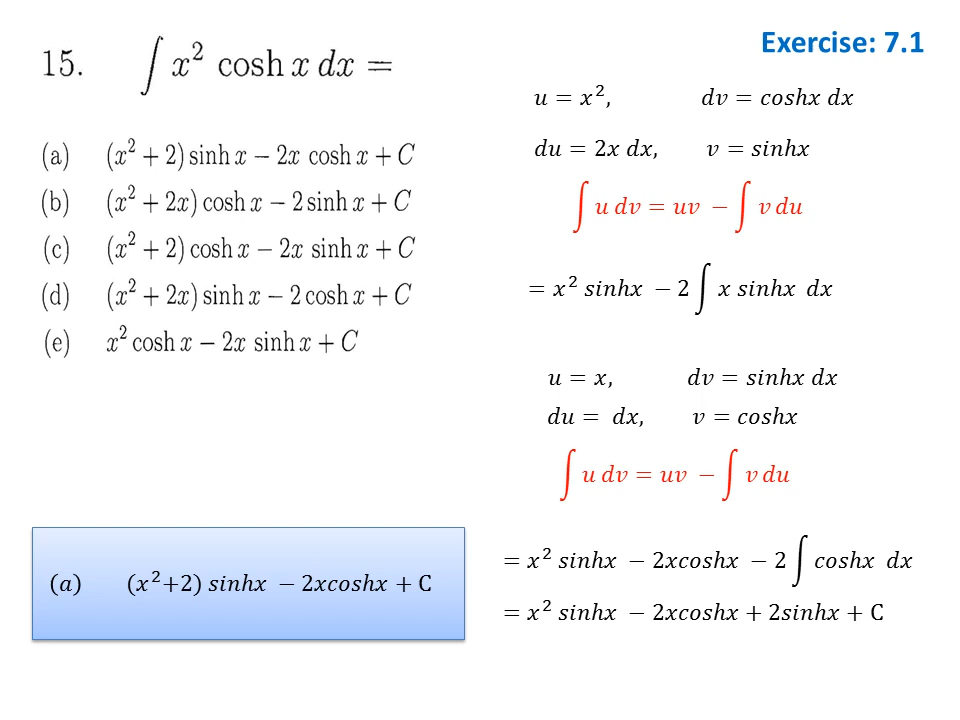 Exercise: 7.1
15. ∫ x² cosh x dx =
(a) (x² + 2) sinh x − 2x cosh x + C
(b) (x² + 2x) cosh x − 2 sinh x + C
(c) (x² + 2) cosh x − 2x sinh x + C
(d) (x² + 2x) sinh x − 2 cosh x + C
(e) x² cosh x − 2x sinh x + C
u = x², dv = coshx dx
du = 2x dx, v = sinhx
∫ u dv = uv − ∫ v du
= x² sinhx − 2 ∫ x sinhx dx
u = x, dv = sinhx dx
du = dx, v = coshx
∫ u dv = uv − ∫ v du
= x² sinhx − 2xcoshx − 2 ∫ coshx dx
= x² sinhx − 2xcoshx + 2sinhx + C
(a) (x²+2) sinhx − 2xcoshx + C